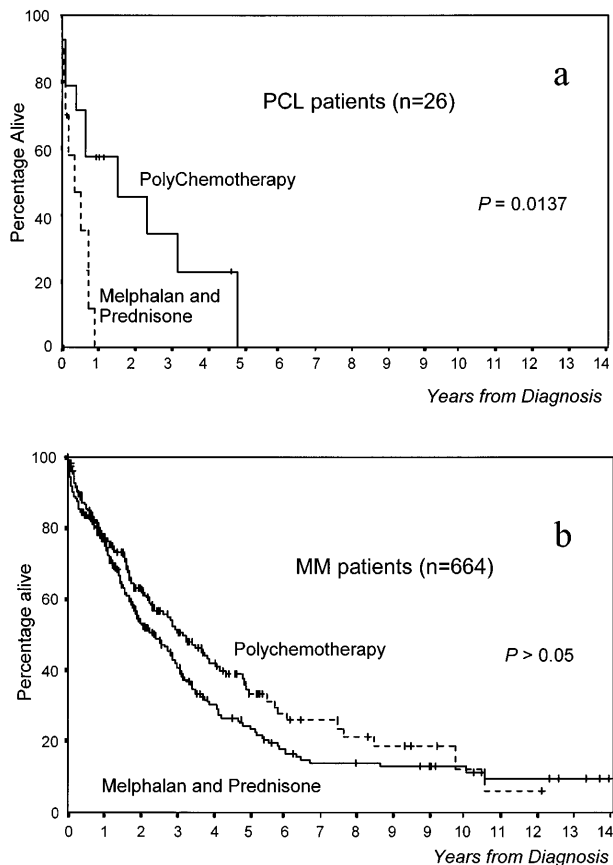 100
a
PCL patients (n=26)
80
60
PolyChemotherapy
P = 0.0137
40
20
Melphalan and
Prednisone
0
0 1 2 3 4 5 6 7 8 9 10 11 12 13 14
Percentage Alive
Years from Diagnosis
100
b
80
MM patients (n=664)
60
Polychemotherapy
P > 0.05
40
20
Melphalan and Prednisone
0
0 1 2 3 4 5 6 7 8 9 10 11 12 13 14
Percentage alive
Years from Diagnosis